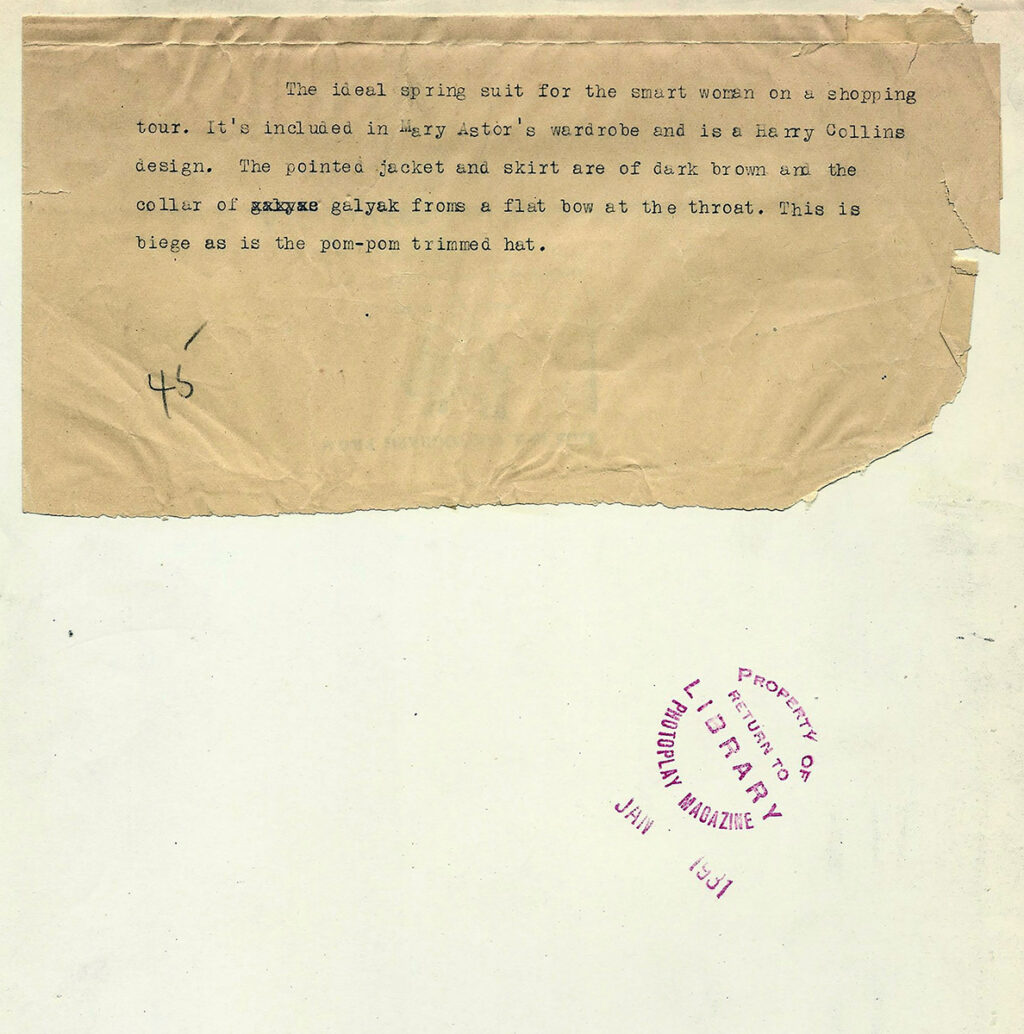 The ideal spring suit for the smart woman on a shopping
tour. It's included in Mary Astor's wardrobe and is a Harry Collins
design. The pointed jacket and skirt are of dark brown and the
collar of galyak froms a flat bow at the throat. This is
biege as is the pom-pom trimmed hat.
45
PROPERTY OF
RETURN TO
LIBRARY
PHOTOPLAY MAGAZINE
JAN 1931